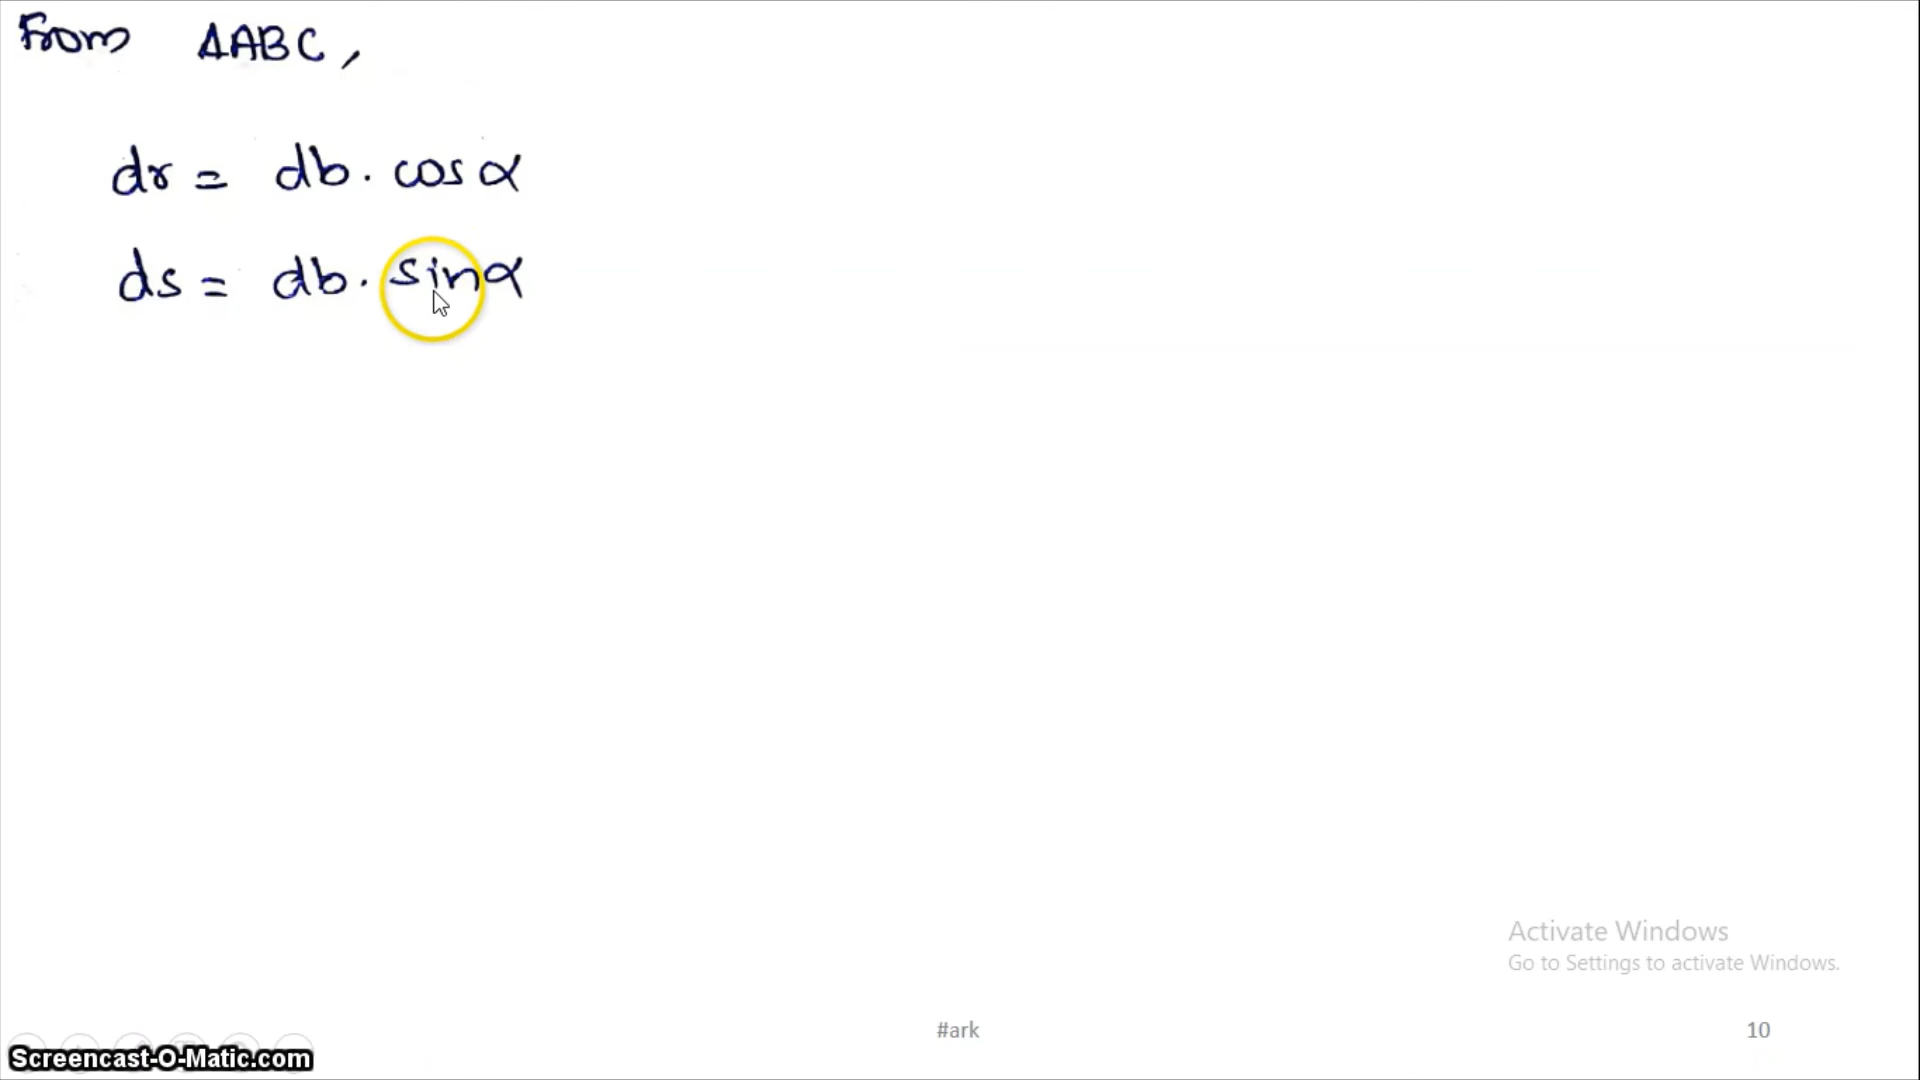 From ΔABC,
dr = db. cos α
ds = db. sin α
Activate Windows
Go to Settings to activate Windows.
#ark
10
Screencast-O-Matic.com